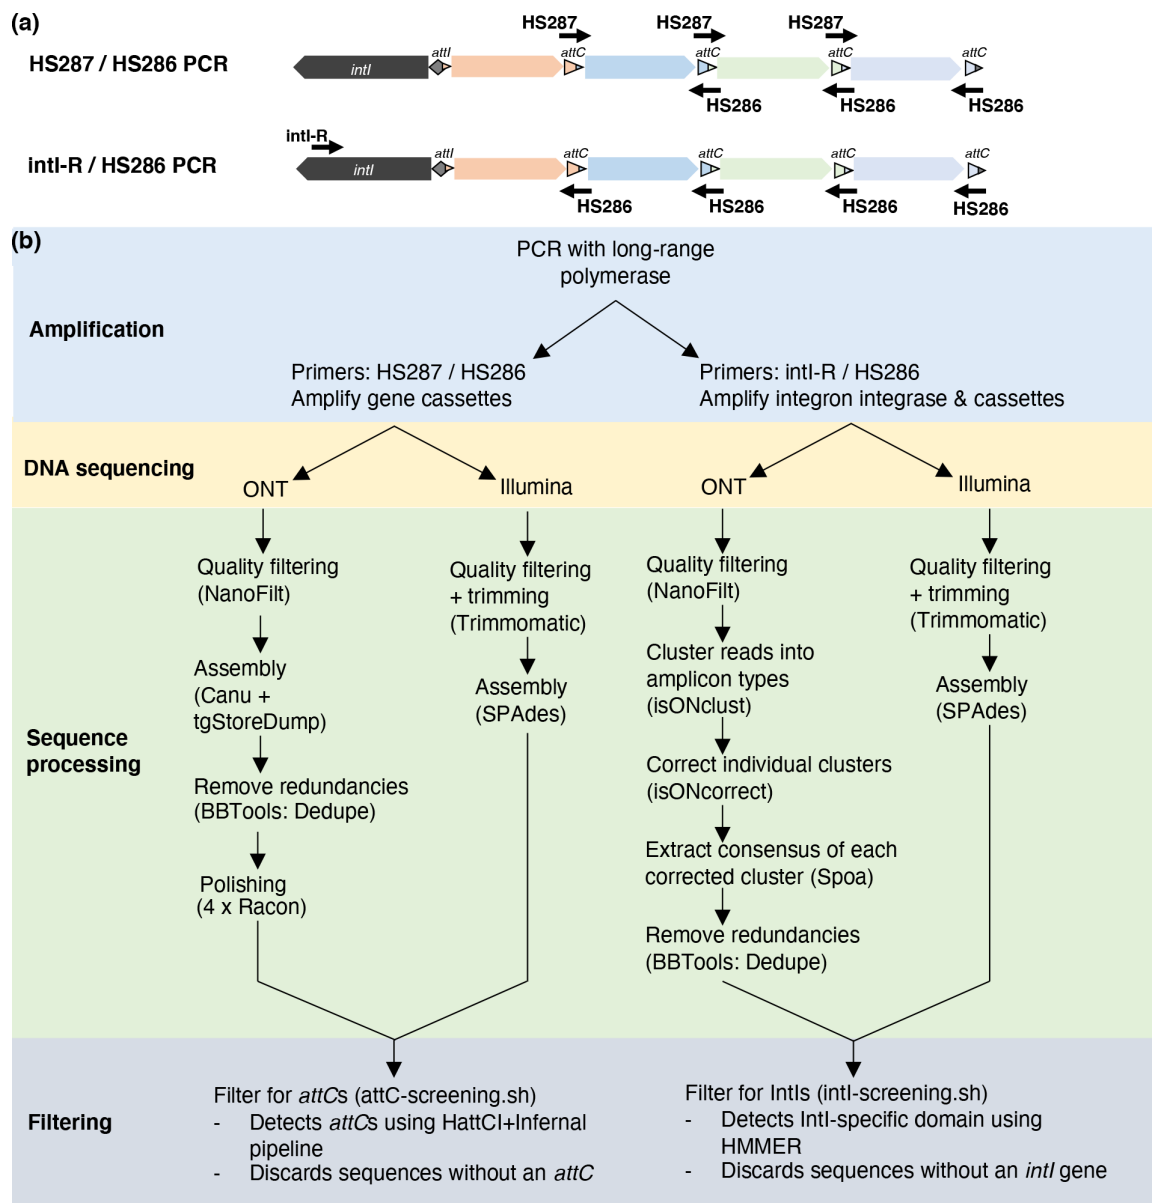 (a)
HS287 HS287 HS287
HS287 / HS286 PCR
intI attI attC attC attC attC
HS286 HS286 HS286
intI-R
intI-R / HS286 PCR
intI attI attC attC attC attC
HS286 HS286 HS286 HS286
(b)
PCR with long-range
polymerase
Amplification
Primers: HS287 / HS286
Amplify gene cassettes
Primers: intI-R / HS286
Amplify integron integrase & cassettes
DNA sequencing
ONT
Illumina
ONT
Illumina
Sequence
processing
Quality filtering
(NanoFilt)
Assembly
(Canu +
tgStoreDump)
Remove redundancies
(BBTools: Dedupe)
Polishing
(4 x Racon)
Quality filtering
+ trimming
(Trimmomatic)
Assembly
(SPAdes)
Quality filtering
(NanoFilt)
Cluster reads into
amplicon types
(isONclust)
Correct individual clusters
(isONcorrect)
Extract consensus of each
corrected cluster (Spoa)
Remove redundancies
(BBTools: Dedupe)
Quality filtering
+ trimming
(Trimmomatic)
Assembly
(SPAdes)
Filtering
Filter for attCs (attC-screening.sh)
- Detects attCs using HattCI+Infernal
pipeline
- Discards sequences without an attC
Filter for IntIs (intI-screening.sh)
- Detects IntI-specific domain using
HMMER
- Discards sequences without an intI gene